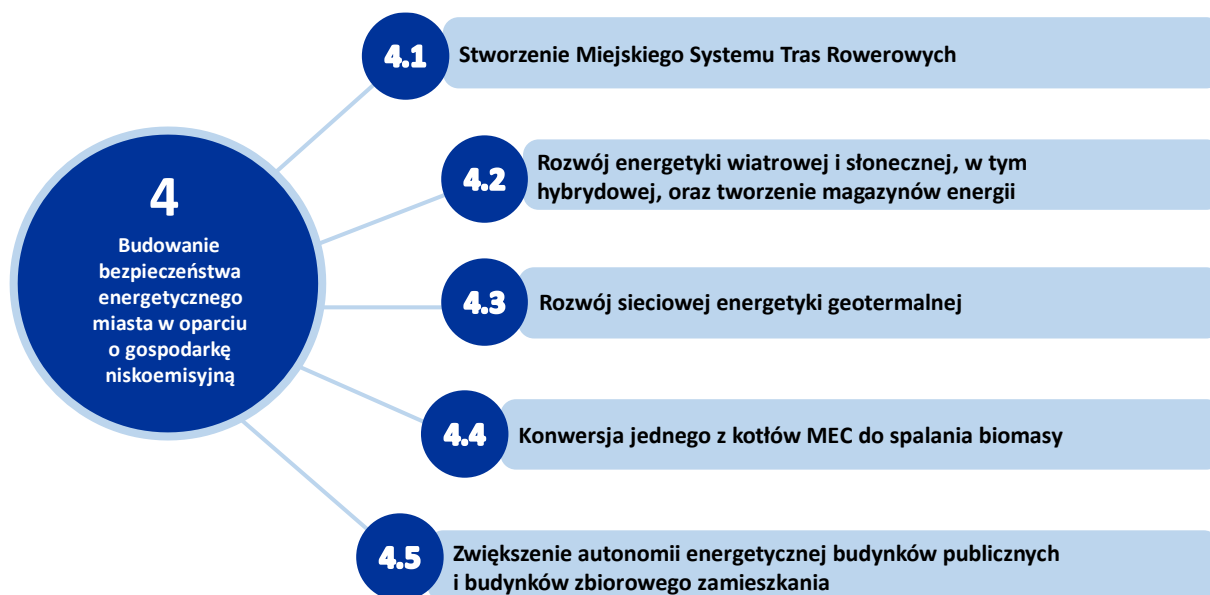 4
Budowanie
bezpieczeństwa
energetycznego
miasta w oparciu
o gospodarkę
niskoemisyjną
4.1
Stworzenie Miejskiego Systemu Tras Rowerowych
4.2
Rozwój energetyki wiatrowej i słonecznej, w tym
hybrydowej, oraz tworzenie magazynów energii
4.3
Rozwój sieciowej energetyki geotermalnej
4.4
Konwersja jednego z kotłów MEC do spalania biomasy
4.5
Zwiększenie autonomii energetycznej budynków publicznych
i budynków zbiorowego zamieszkania